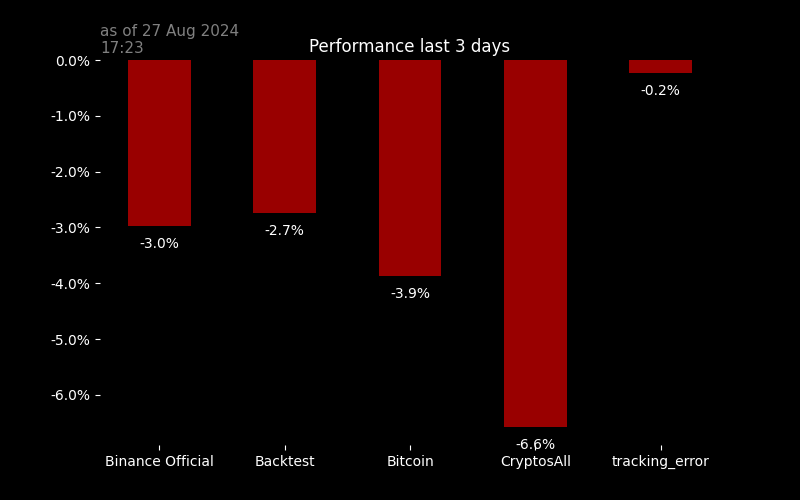 as of 27 Aug 2024
17:23
Performance last 3 days
0.0%
-1.0%
-2.0%
-3.0%
-4.0%
-5.0%
-6.0%
-3.0%
-2.7%
-3.9%
-6.6%
-0.2%
Binance Official
Backtest
Bitcoin
CryptosAll
tracking_error